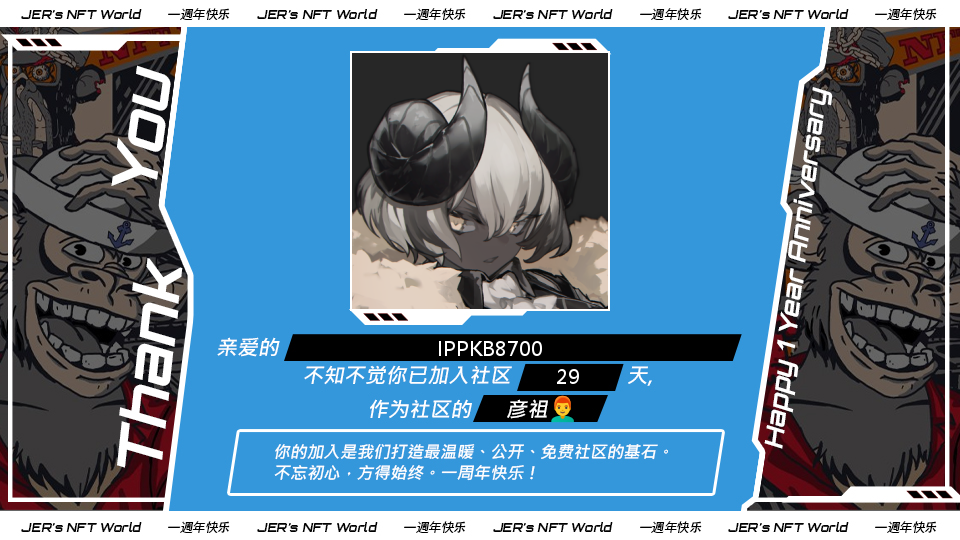 JER's NFT World 一週年快乐 JER's NFT World 一週年快乐 JER's NFT World 一週年快乐 JER's NFT World 一週年快乐
Thank You
亲爱的 IPPKB8700
不知不觉你已加入社区 29 天,
作为社区的 彦祖👨‍🦰
你的加入是我们打造最温暖、公开、免费社区的基石。
不忘初心，方得始终。一周年快乐！
Happy 1 Year Anniversary
JER's NFT World 一週年快乐 JER's NFT World 一週年快乐 JER's NFT World 一週年快乐 JER's NFT World 一週年快乐